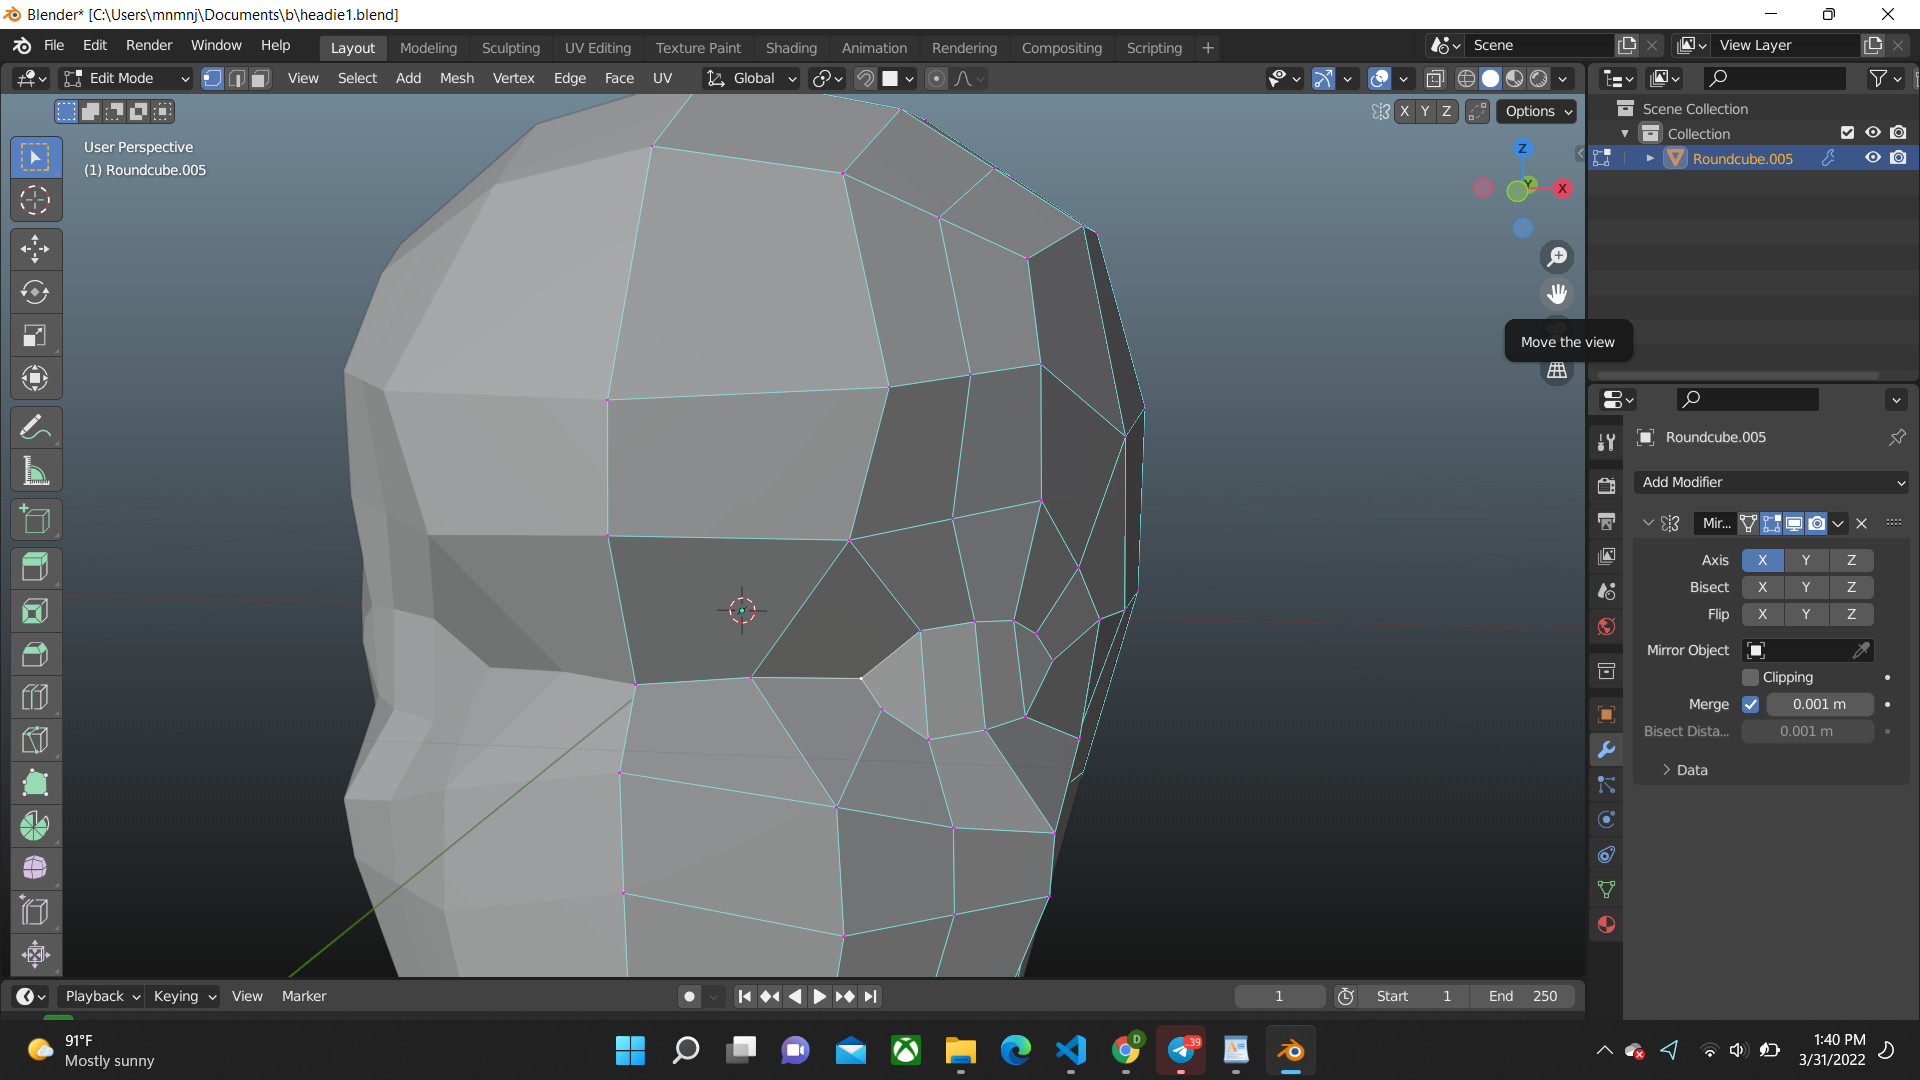 Blender* [C:\Users\mnmnj\Documents\b\headie1.blend]
File Edit Render Window Help Layout Modeling Sculpting UV Editing Texture Paint Shading Animation Rendering Compositing Scripting + Scene View Layer
Edit Mode View Select Add Mesh Vertex Edge Face UV Global
X Y Z Options
User Perspective
(1) Roundcube.005
Z
Y
X
Move the view
Scene Collection
Collection
Roundcube.005
Roundcube.005
Add Modifier
Mir...
Axis X Y Z
Bisect X Y Z
Flip X Y Z
Mirror Object
Clipping
Merge 0.001 m
Bisect Dista... 0.001 m
Data
Playback Keying View Marker 1 Start 1 End 250
91°F
Mostly sunny
D
39
1:40 PM
3/31/2022